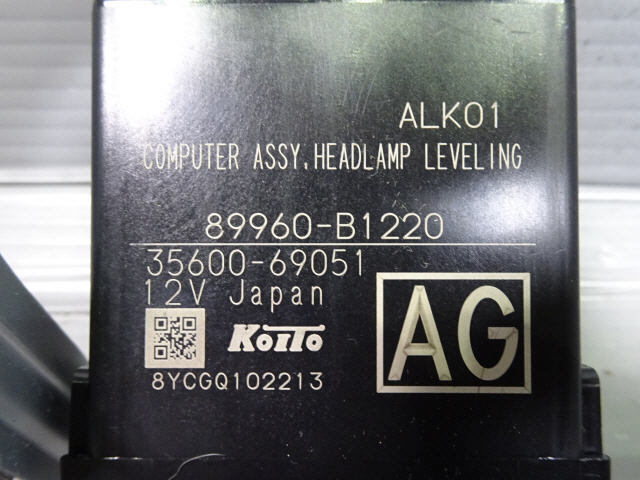 ALK01
COMPUTER ASSY, HEADLAMP LEVELING
89960-B1220
35600-69051
12V Japan
AG
KOITO
8YCGQ102213